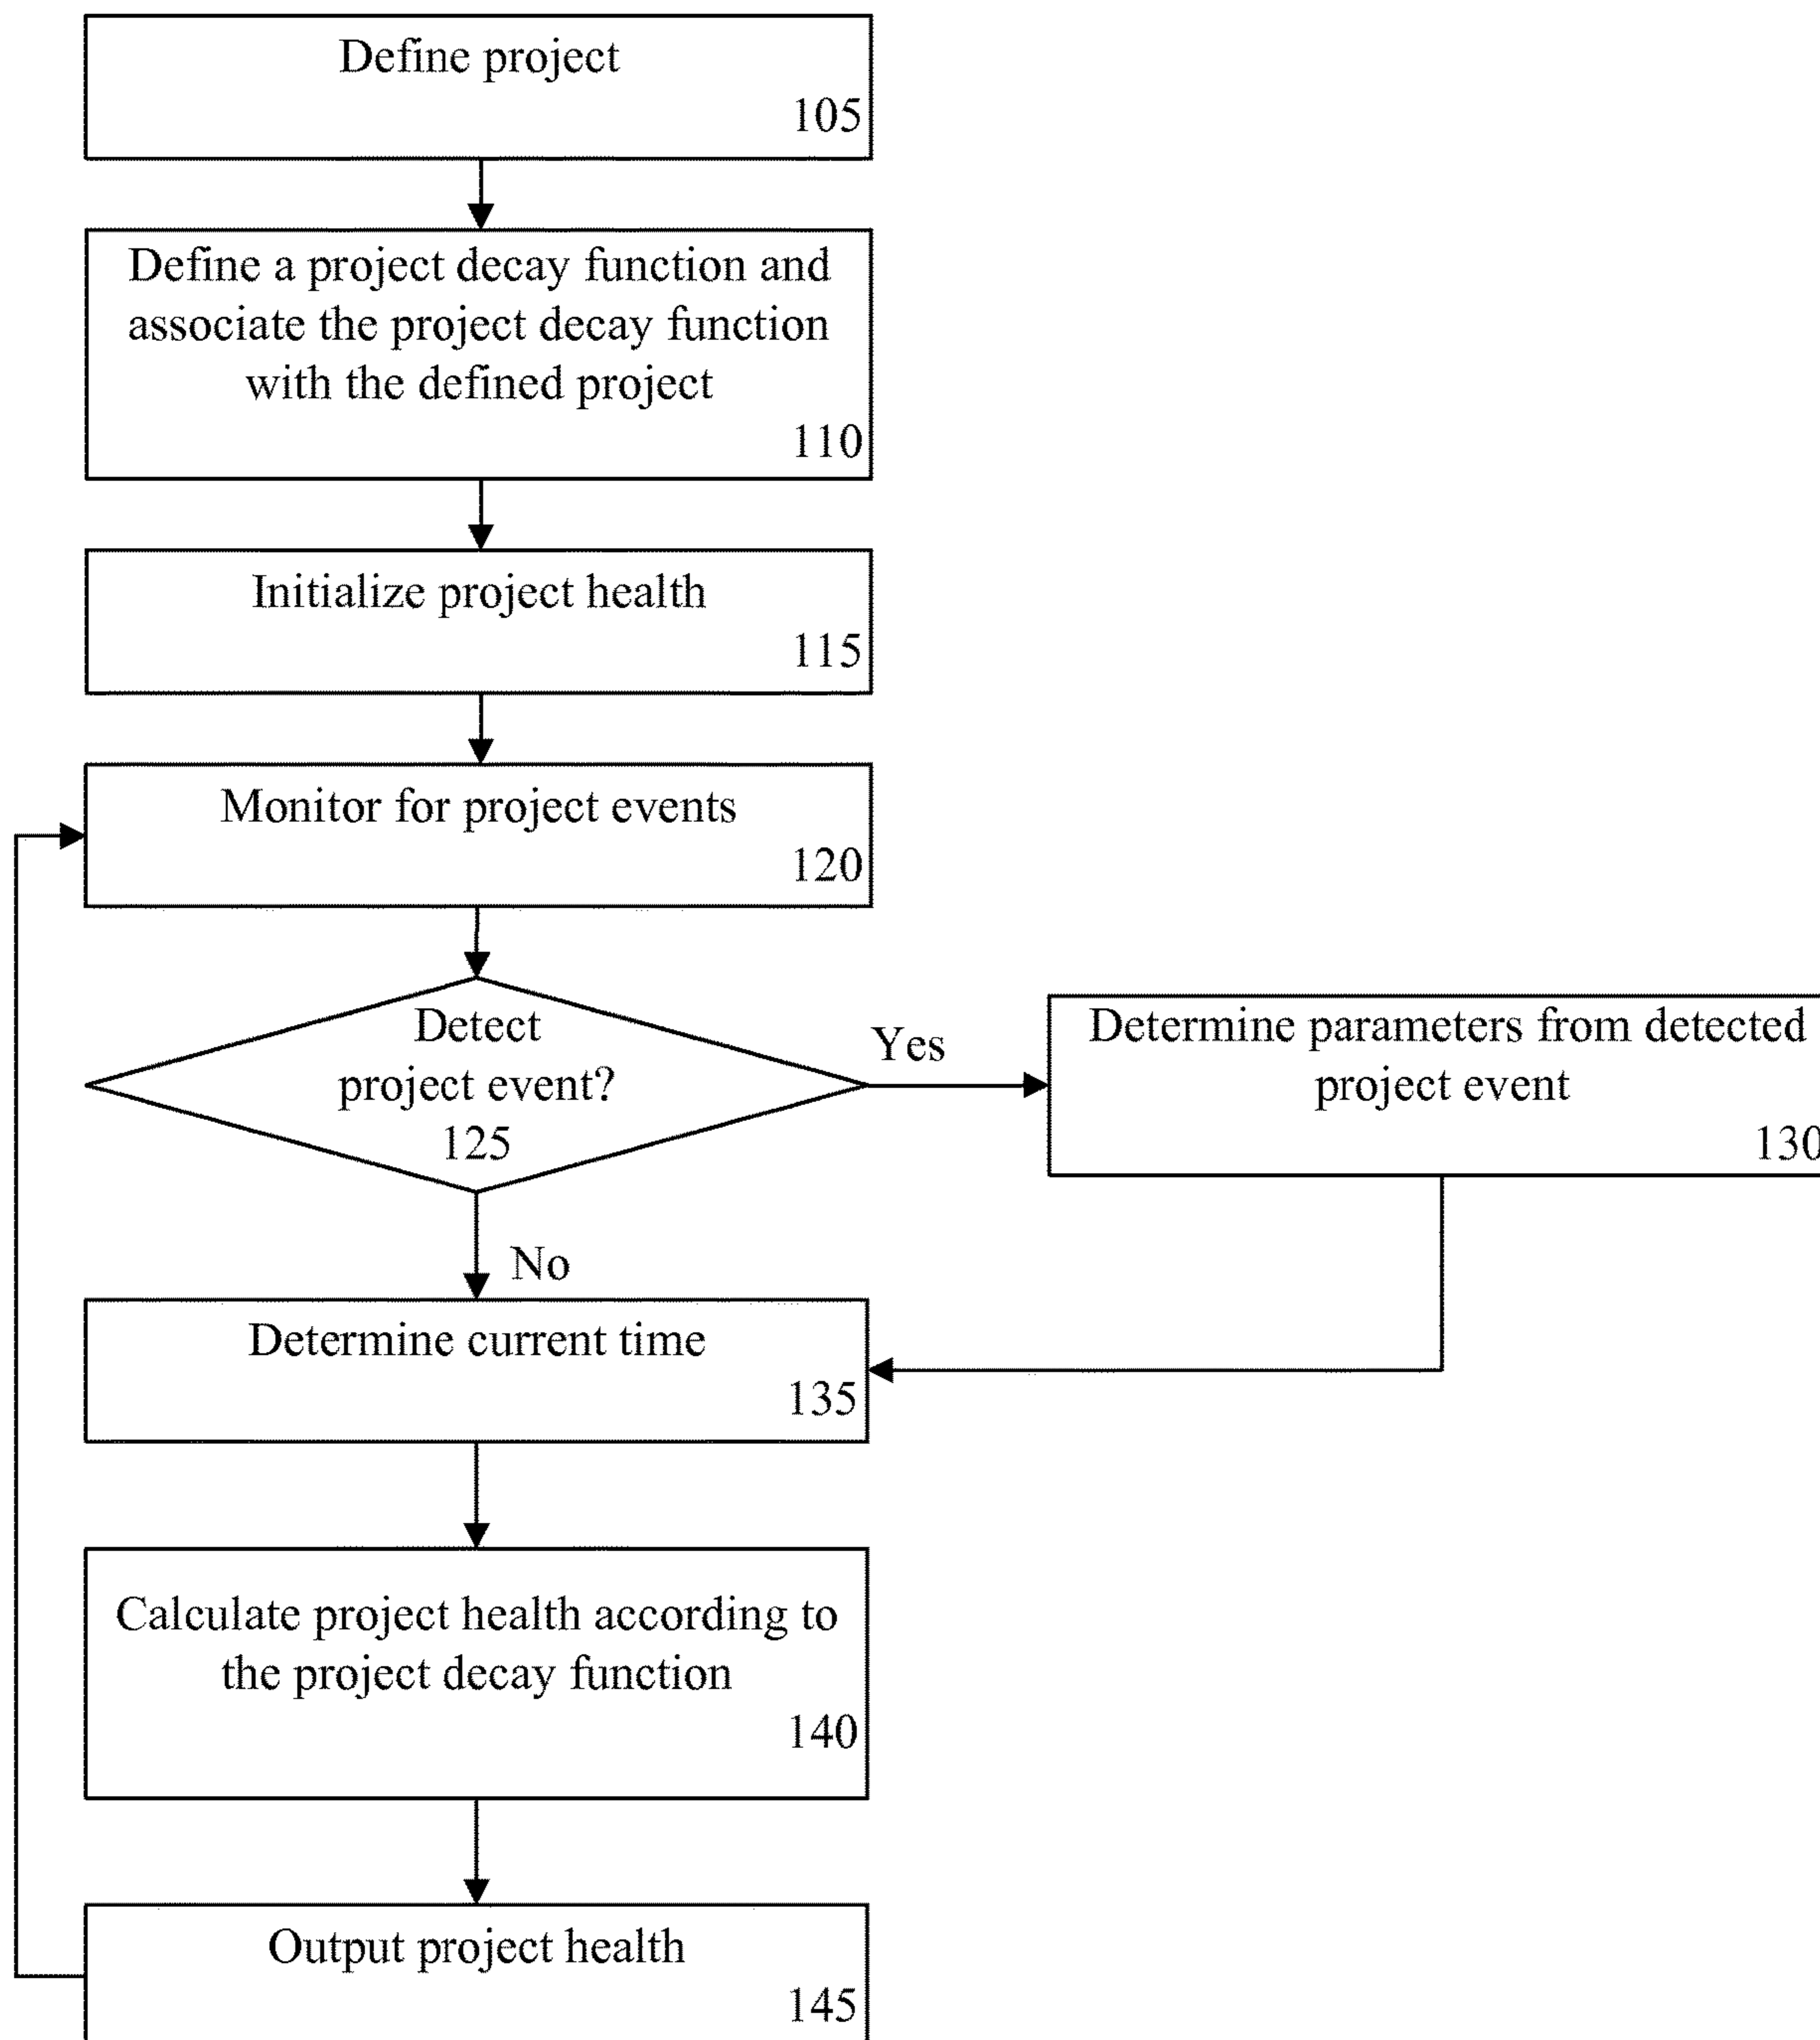 Define project
105
Define a project decay function and
associate the project decay function
with the defined project
110
Initialize project health
115
Monitor for project events
120
Detect
project event?
125
Yes
Determine parameters from detected
project event
130
No
Determine current time
135
Calculate project health according to
the project decay function
140
Output project health
145